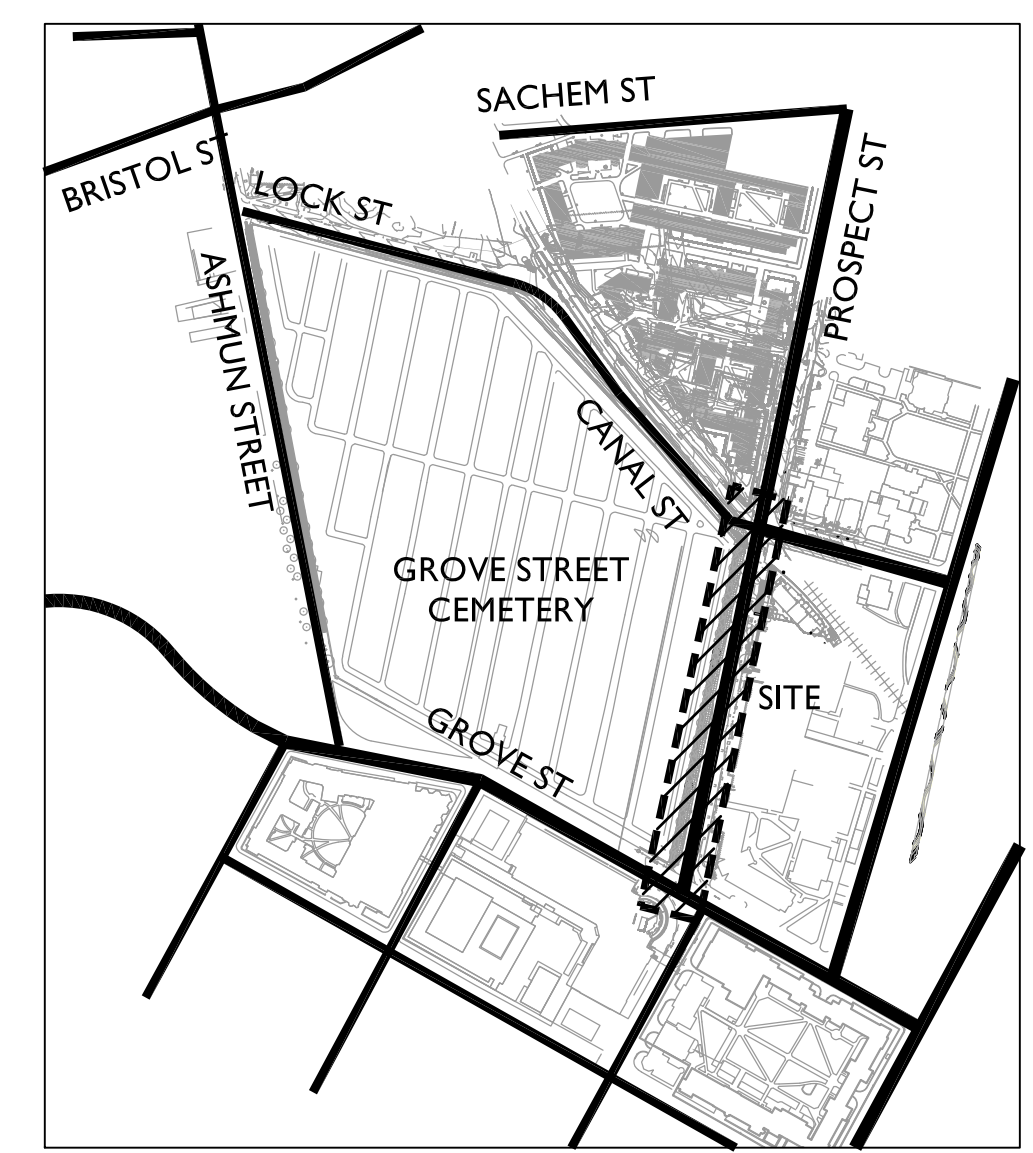 SACHEM ST
BRISTOL ST
LOCK ST
PROSPECT ST
ASHMUN STREET
CANAL ST
GROVE STREET
CEMETERY
SITE
GROVE ST